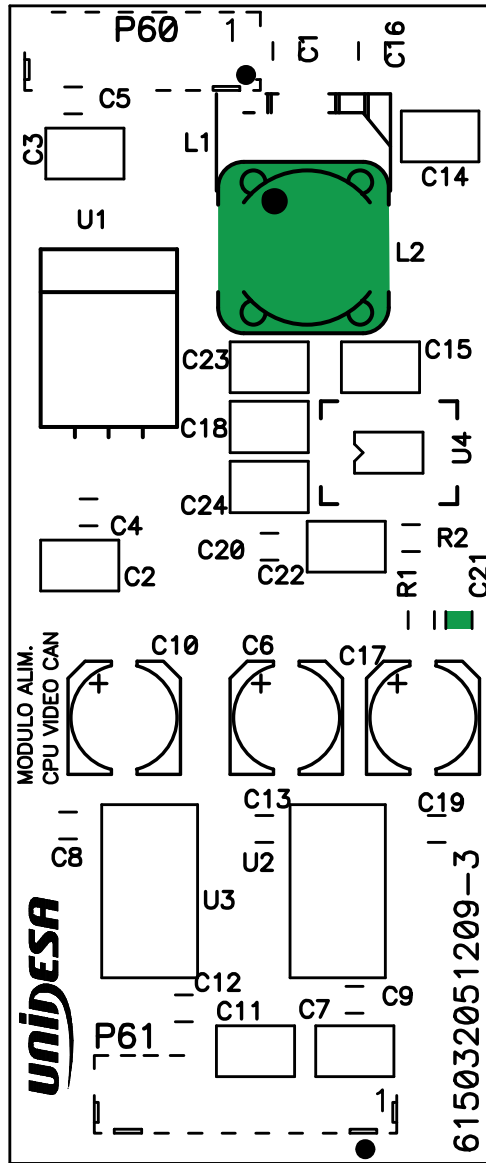 P60 1
C1
C16
C5
C3
L1
C14
U1
L2
C23
C15
C18
U4
C24
C4
C20
R2
C2
C22
R1
C21
C10
C6
C17
MODULO ALIM.
CPU VIDEO CAN
C13
C19
C8
U2
U3
615032051209-3
UNIDESA
C12
C9
C11
C7
P61
1